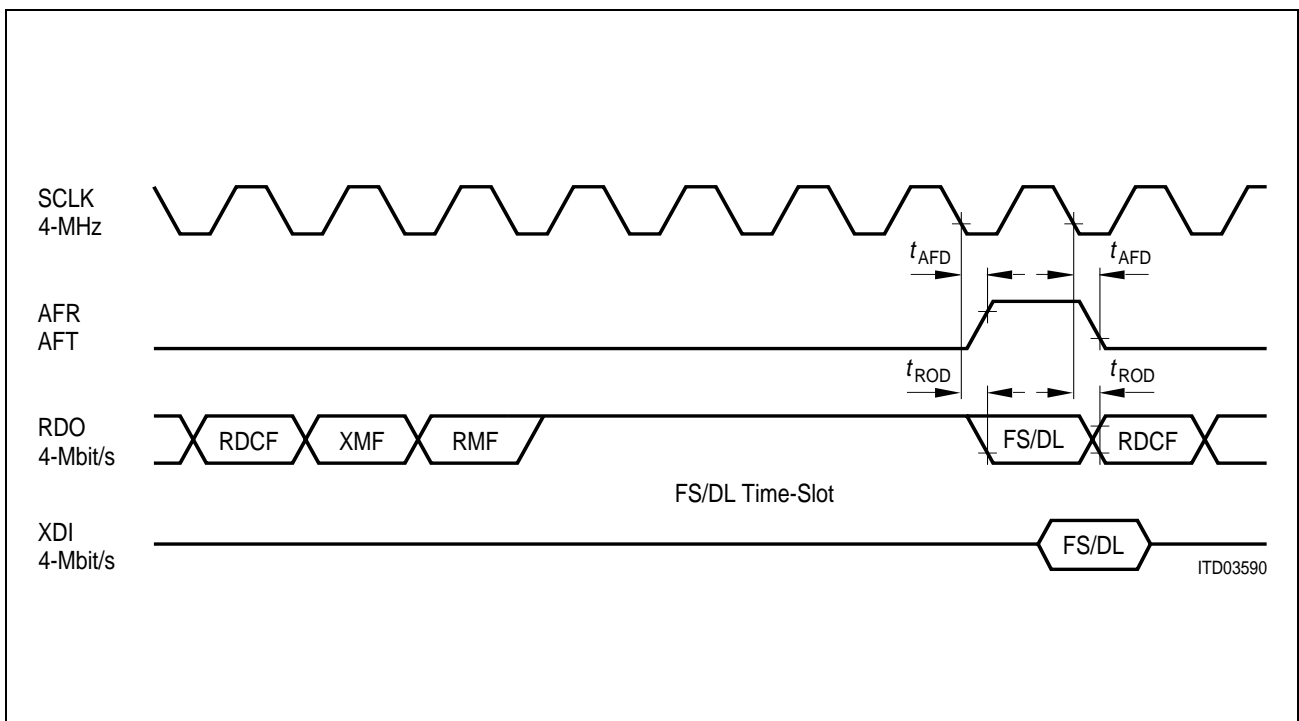 SCLK
4-MHz
tAFD tAFD
AFR
AFT
tROD tROD
RDO
4-Mbit/s
RDCF XMF RMF FS/DL RDCF
FS/DL Time-Slot
XDI
4-Mbit/s
FS/DL
ITD03590